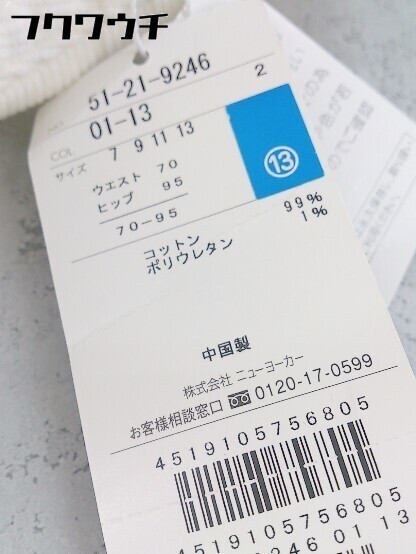 フクワウチ
51-21-9246
2
COL 01-13
サイズ 7 9 11 13
⑬
ウエスト 70
ヒップ 95
70-95
コットン 99%
ポリウレタン 1%
中国製
株式会社 ニューヨーカー
お客様相談窓口 0120-17-0599
4519105756805
4519105756805
9246 01 13